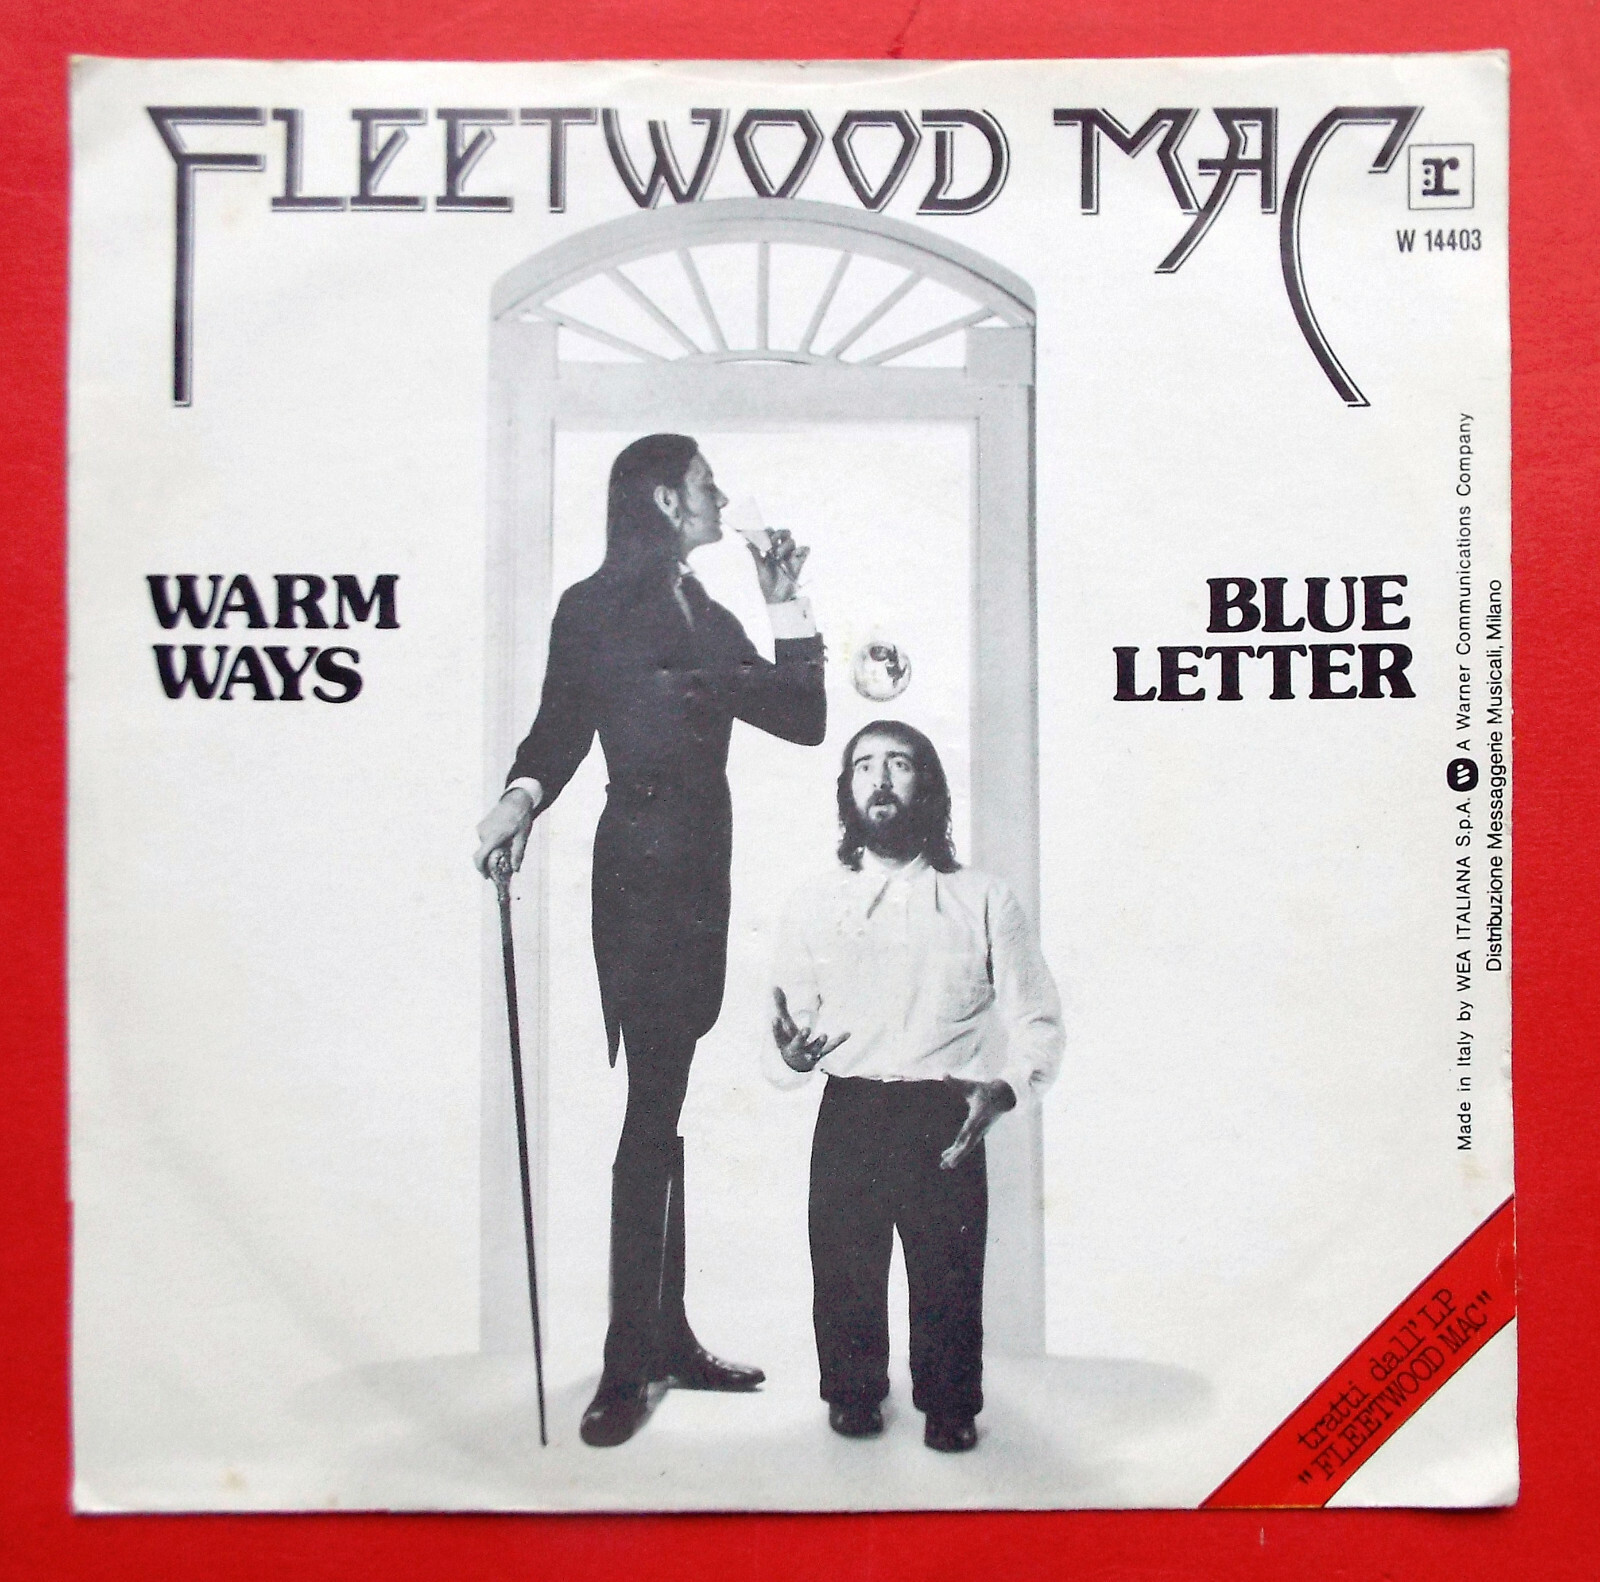 FLEETWOOD MAC
r
W 14403
WARM
WAYS
BLUE
LETTER
Made in Italy by WEA ITALIANA S.p.A. W A Warner Communications Company
Distribuzione Messaggerie Musicali, Milano
tratti dall' LP
"FLEETWOOD MAC"